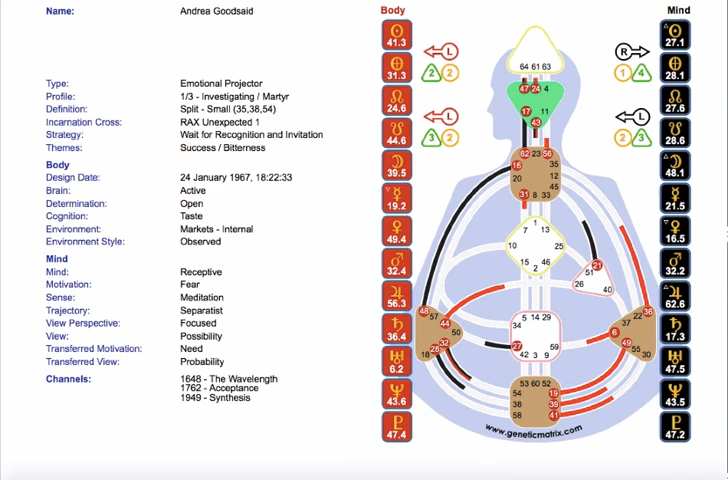 Name: Andrea Goodsaid
Type: Emotional Projector
Profile: 1/3 - Investigating / Martyr
Definition: Split - Small (35,36,54)
Incarnation Cross: RAX Unexpected 1
Strategy: Wait for Recognition and Invitation
Themes: Success / Bitterness
Body
Design Date: 24 January 1967, 18:22:33
Brain: Active
Determination: Open
Cognition: Taste
Environment: Markets - Internal
Environment Style: Observed
Mind
Mind: Receptive
Motivation: Fear
Sense: Meditation
Trajectory: Separatist
View Perspective: Focused
View: Possibility
Transferred Motivation: Need
Transferred View: Probability
Channels: 1648 - The Wavelength
1762 - Acceptance
1949 - Synthesis
Body
41.3
31.3
24.6
44.6
39.5
19.2
49.4
32.4
56.3
36.4
6.2
43.6
47.4
L
2 2
L
3 2
64 61 63
47 24 4
17 11
43
62 23 56
16 35
20 12
45
31 8 33
1
7 13
10 25
15 46
2
21
51
26 40
48
57
44
50
32
28
18
5 14 29
34
27 59
42 3 9
36
22
37
6
49
55
30
53 60 52
54 19
38 39
58 41
www.geneticmatrix.com
R
1 4
L
2 3
Mind
27.1
28.1
27.6
28.6
48.1
21.5
16.5
32.2
62.6
17.3
47.5
43.5
47.2